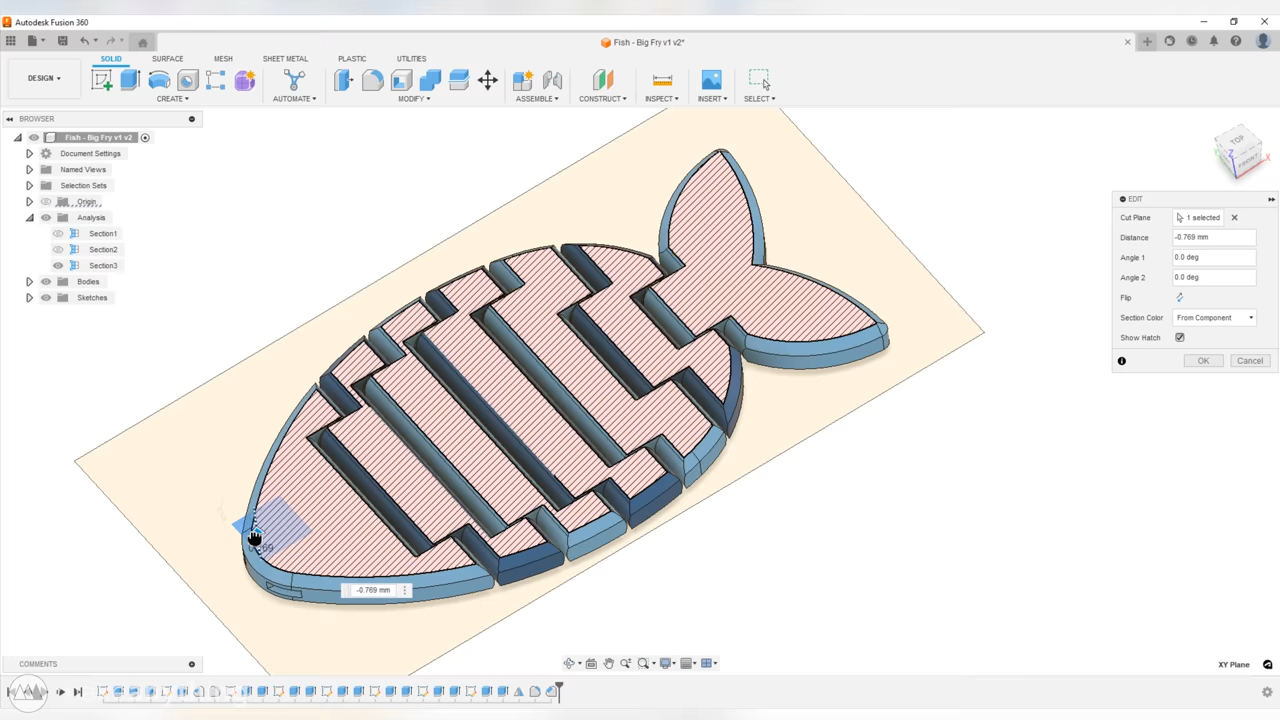 Autodesk Fusion 360
Fish - Big Fry v1 v2*
DESIGN
SOLID SURFACE MESH SHEET METAL PLASTIC UTILITIES
CREATE AUTOMATE MODIFY ASSEMBLE CONSTRUCT INSPECT INSERT SELECT
BROWSER
Fish - Big Fry v1 v2
Document Settings
Named Views
Selection Sets
Origin
Analysis
Section1
Section2
Section3
Bodies
Sketches
TOP
FRONT
Z
X
EDIT
Cut Plane 1 selected
Distance -0.769 mm
Angle 1 0.0 deg
Angle 2 0.0 deg
Flip
Section Color From Component
Show Hatch
OK Cancel
-0.769 mm
COMMENTS
XY Plane